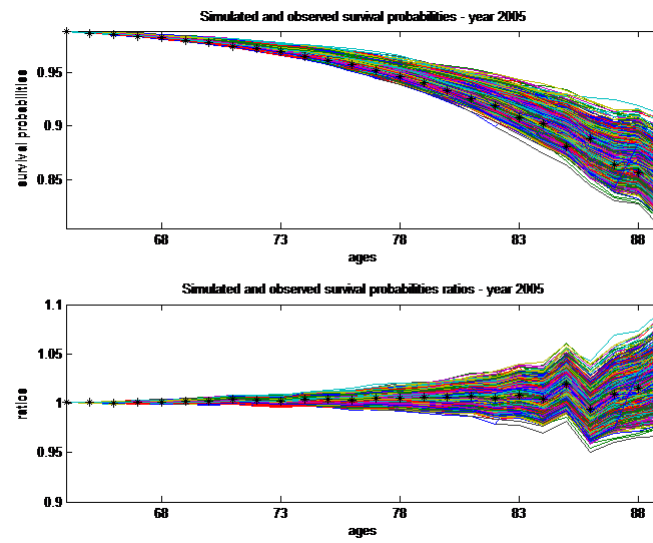 Simulated and observed survival probabilities - year 2005
survival probabilities
0.95
0.9
0.85
68 73 78 83 88
ages
Simulated and observed survival probabilities ratios - year 2005
ratios
1.1
1.05
1
0.95
0.9
68 73 78 83 88
ages